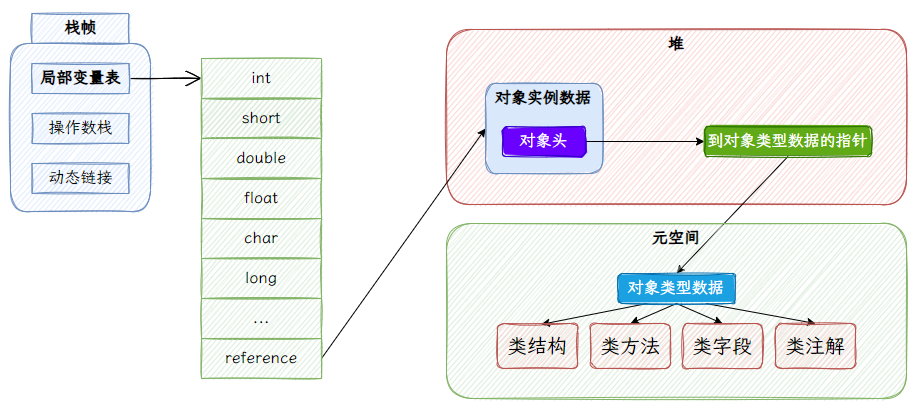 栈帧
局部变量表
操作数栈
动态链接
int
short
double
float
char
long
...
reference
堆
对象实例数据
对象头
到对象类型数据的指针
元空间
对象类型数据
类结构
类方法
类字段
类注解